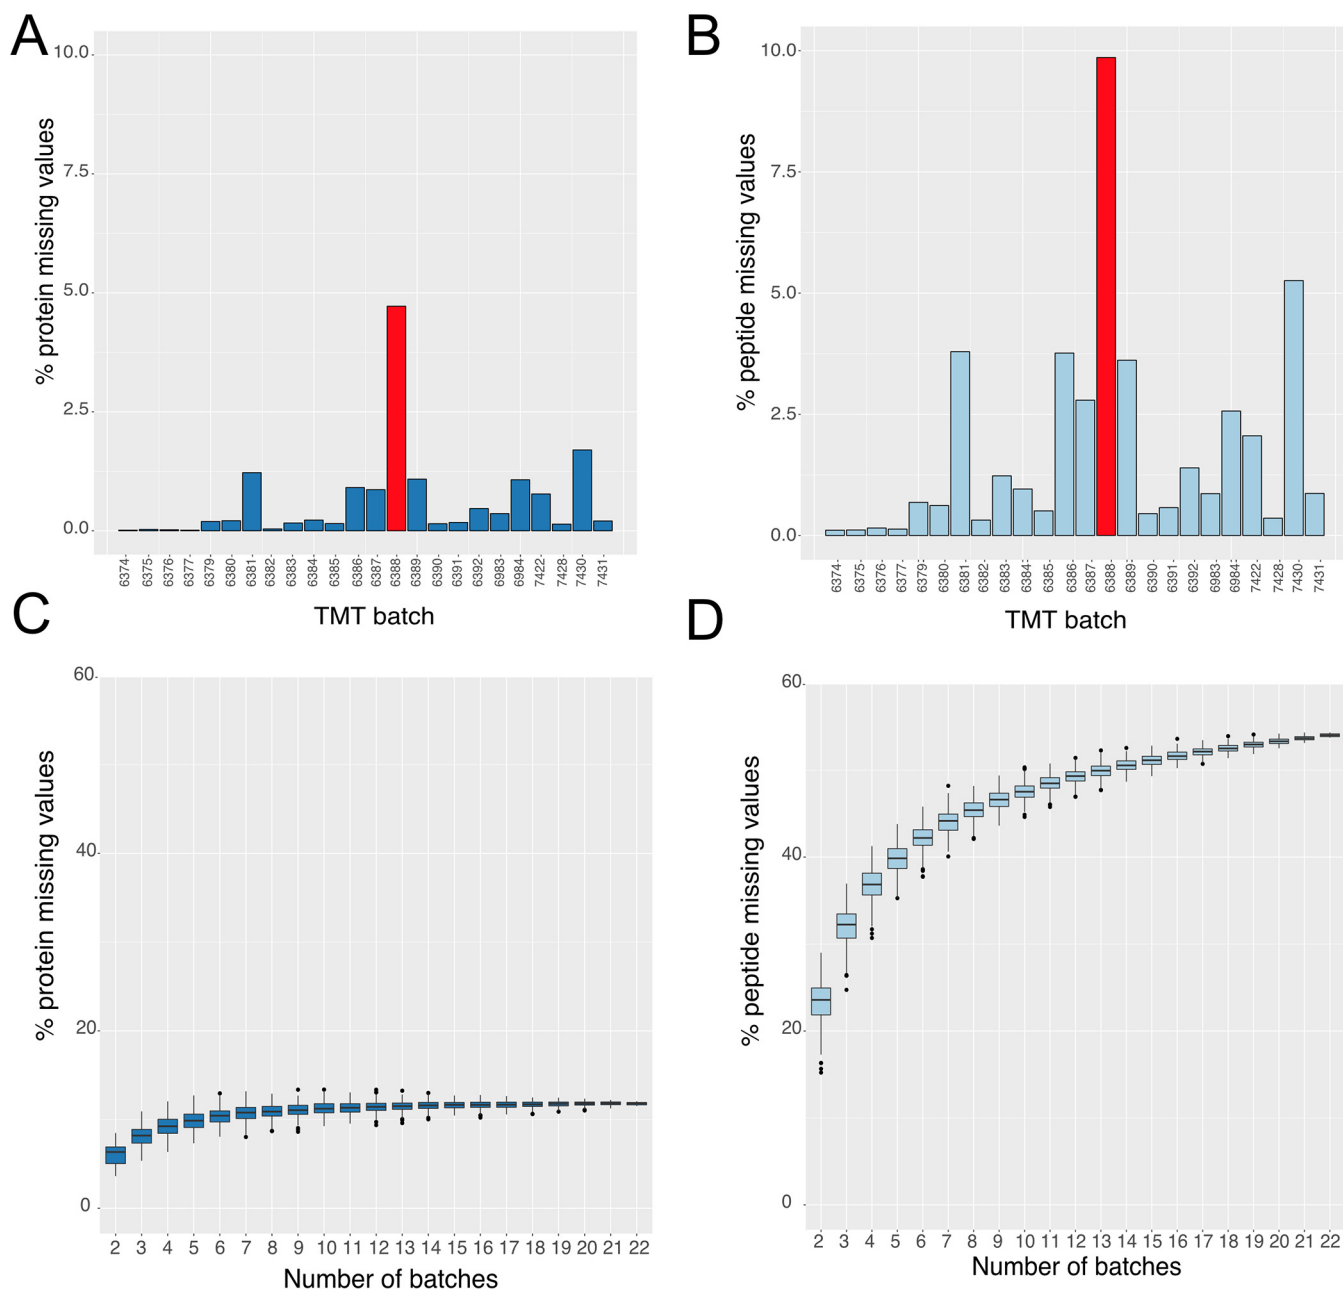 A
% protein missing values
10.0
7.5
5.0
2.5
0.0
6374 6375 6376 6377 6379 6380 6381 6382 6383 6384 6385 6386 6387 6388 6389 6390 6391 6392 6983 6984 7422 7428 7430 7431
TMT batch
B
% peptide missing values
10.0
7.5
5.0
2.5
0.0
6374 6375 6376 6377 6379 6380 6381 6382 6383 6384 6385 6386 6387 6388 6389 6390 6391 6392 6983 6984 7422 7428 7430 7431
TMT batch
C
% protein missing values
60
40
20
0
2 3 4 5 6 7 8 9 10 11 12 13 14 15 16 17 18 19 20 21 22
Number of batches
D
% peptide missing values
60
40
20
0
2 3 4 5 6 7 8 9 10 11 12 13 14 15 16 17 18 19 20 21 22
Number of batches